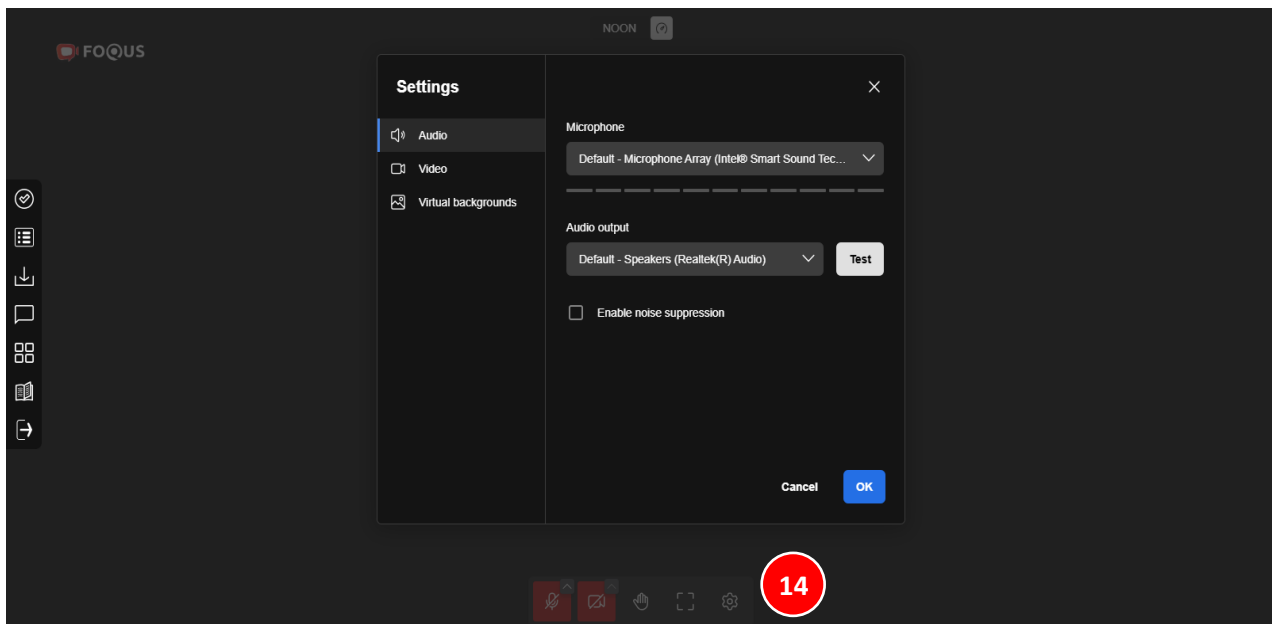 NOON
FOQUS
Settings
Audio
Video
Virtual backgrounds
Microphone
Default - Microphone Array (Intel® Smart Sound Tec...
Audio output
Default - Speakers (Realtek(R) Audio)
Test
Enable noise suppression
Cancel
OK
14